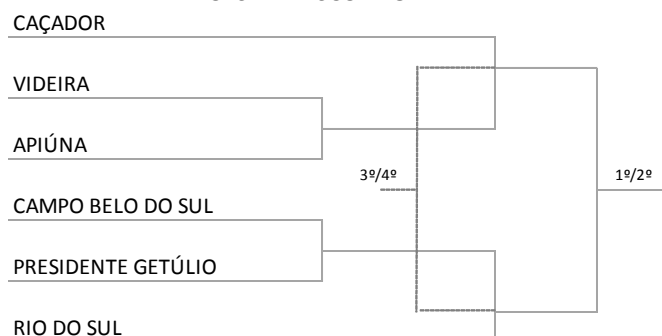 CAÇADOR
VIDEIRA
APIÚNA
3º/4º
1º/2º
CAMPO BELO DO SUL
PRESIDENTE GETÚLIO
RIO DO SUL